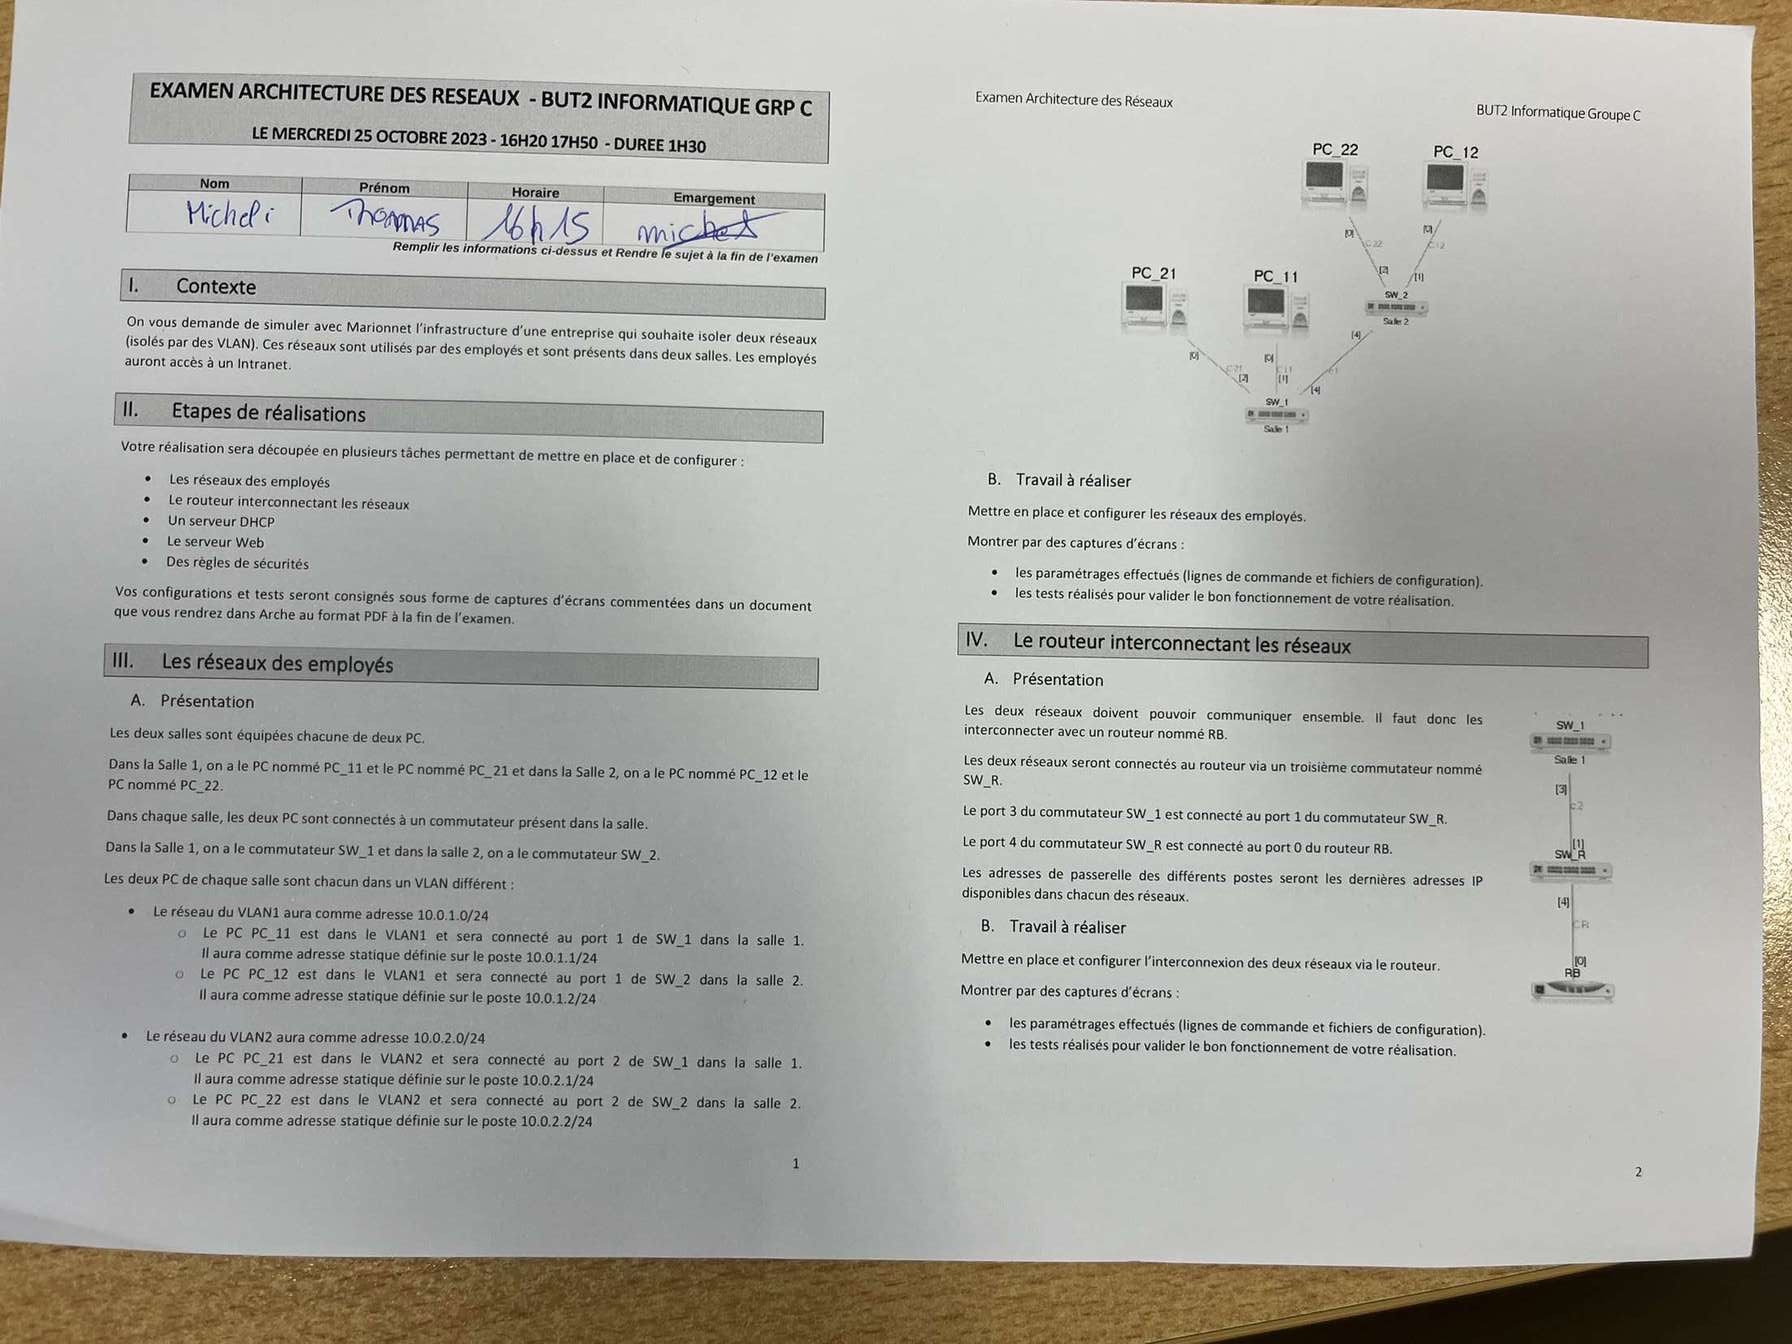 EXAMEN ARCHITECTURE DES RESEAUX - BUT2 INFORMATIQUE GRP C
LE MERCREDI 25 OCTOBRE 2023 - 16H20 17H50 - DUREE 1H30
Nom Prénom Horaire Emargement
Micheli Thomas 16h15
Remplir les informations ci-dessus et Rendre le sujet à la fin de l'examen
I. Contexte
On vous demande de simuler avec Marionnet l'infrastructure d'une entreprise qui souhaite isoler deux réseaux
(isolés par des VLAN). Ces réseaux sont utilisés par des employés et sont présents dans deux salles. Les employés
auront accès à un Intranet.
II. Etapes de réalisations
Votre réalisation sera découpée en plusieurs tâches permettant de mettre en place et de configurer :
• Les réseaux des employés
• Le routeur interconnectant les réseaux
• Un serveur DHCP
• Le serveur Web
• Des règles de sécurités
Vos configurations et tests seront consignés sous forme de captures d'écrans commentées dans un document
que vous rendrez dans Arche au format PDF à la fin de l'examen.
III. Les réseaux des employés
A. Présentation
Les deux salles sont équipées chacune de deux PC.
Dans la Salle 1, on a le PC nommé PC_11 et le PC nommé PC_21 et dans la Salle 2, on a le PC nommé PC_12 et le
PC nommé PC_22.
Dans chaque salle, les deux PC sont connectés à un commutateur présent dans la salle.
Dans la Salle 1, on a le commutateur SW_1 et dans la salle 2, on a le commutateur SW_2.
Les deux PC de chaque salle sont chacun dans un VLAN différent :
• Le réseau du VLAN1 aura comme adresse 10.0.1.0/24
o Le PC PC_11 est dans le VLAN1 et sera connecté au port 1 de SW_1 dans la salle 1.
Il aura comme adresse statique définie sur le poste 10.0.1.1/24
o Le PC PC_12 est dans le VLAN1 et sera connecté au port 1 de SW_2 dans la salle 2.
Il aura comme adresse statique définie sur le poste 10.0.1.2/24
• Le réseau du VLAN2 aura comme adresse 10.0.2.0/24
o Le PC PC_21 est dans le VLAN2 et sera connecté au port 2 de SW_1 dans la salle 1.
Il aura comme adresse statique définie sur le poste 10.0.2.1/24
o Le PC PC_22 est dans le VLAN2 et sera connecté au port 2 de SW_2 dans la salle 2.
Il aura comme adresse statique définie sur le poste 10.0.2.2/24
1
Examen Architecture des Réseaux BUT2 Informatique Groupe C
PC_22 PC_12
[0] [0]
C22 C12
[2] [1]
SW_2
Salle 2
PC_21 PC_11
[4]
[0] [0]
C21 C11 c1
[2] [1] [4]
SW_1
Salle 1
B. Travail à réaliser
Mettre en place et configurer les réseaux des employés.
Montrer par des captures d'écrans :
• les paramétrages effectués (lignes de commande et fichiers de configuration).
• les tests réalisés pour valider le bon fonctionnement de votre réalisation.
IV. Le routeur interconnectant les réseaux
A. Présentation
Les deux réseaux doivent pouvoir communiquer ensemble. Il faut donc les
interconnecter avec un routeur nommé RB.
Les deux réseaux seront connectés au routeur via un troisième commutateur nommé
SW_R.
Le port 3 du commutateur SW_1 est connecté au port 1 du commutateur SW_R.
Le port 4 du commutateur SW_R est connecté au port 0 du routeur RB.
Les adresses de passerelle des différents postes seront les dernières adresses IP
disponibles dans chacun des réseaux.
B. Travail à réaliser
Mettre en place et configurer l'interconnexion des deux réseaux via le routeur.
Montrer par des captures d'écrans :
• les paramétrages effectués (lignes de commande et fichiers de configuration).
• les tests réalisés pour valider le bon fonctionnement de votre réalisation.
SW_1
Salle 1
[3]
c2
[1]
SW_R
[4]
CR
[0]
RB
2